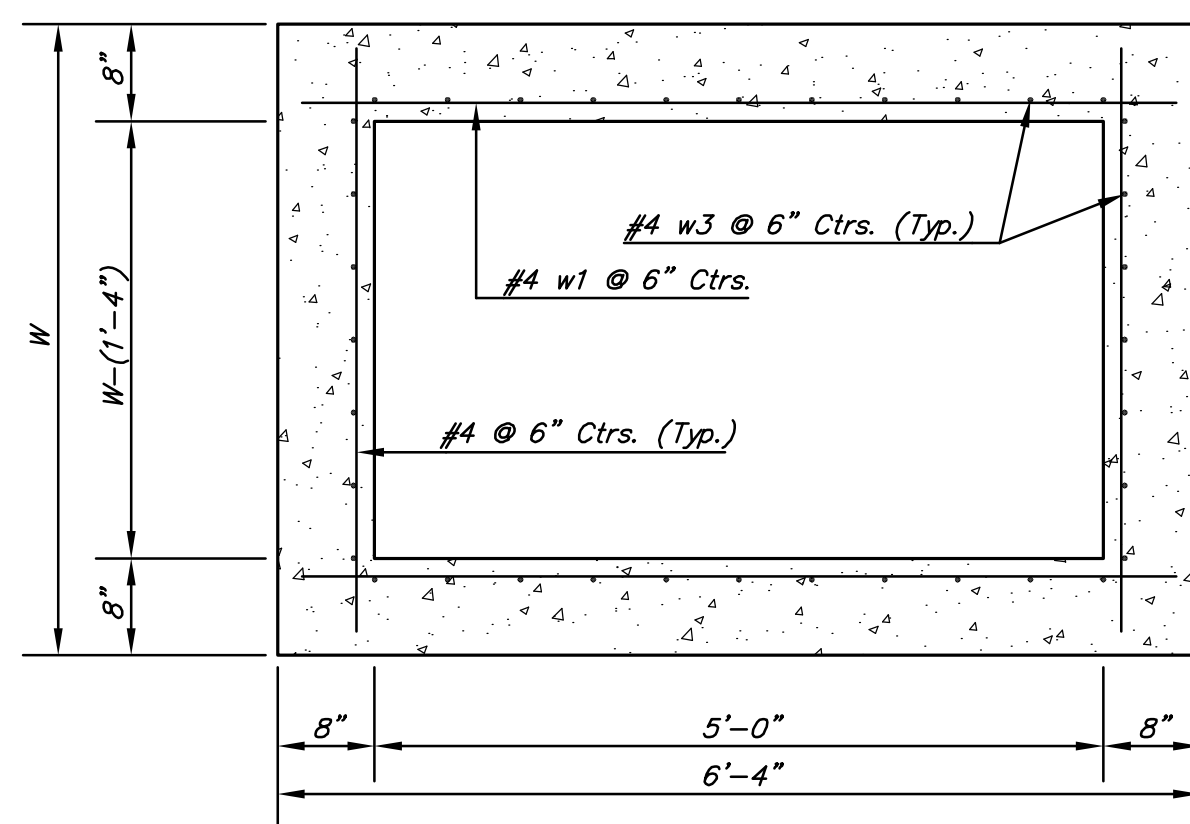 8"
W
W-(1'-4")
8"
#4 w3 @ 6" Ctrs. (Typ.)
#4 w1 @ 6" Ctrs.
#4 @ 6" Ctrs. (Typ.)
8"
5'-0"
8"
6'-4"